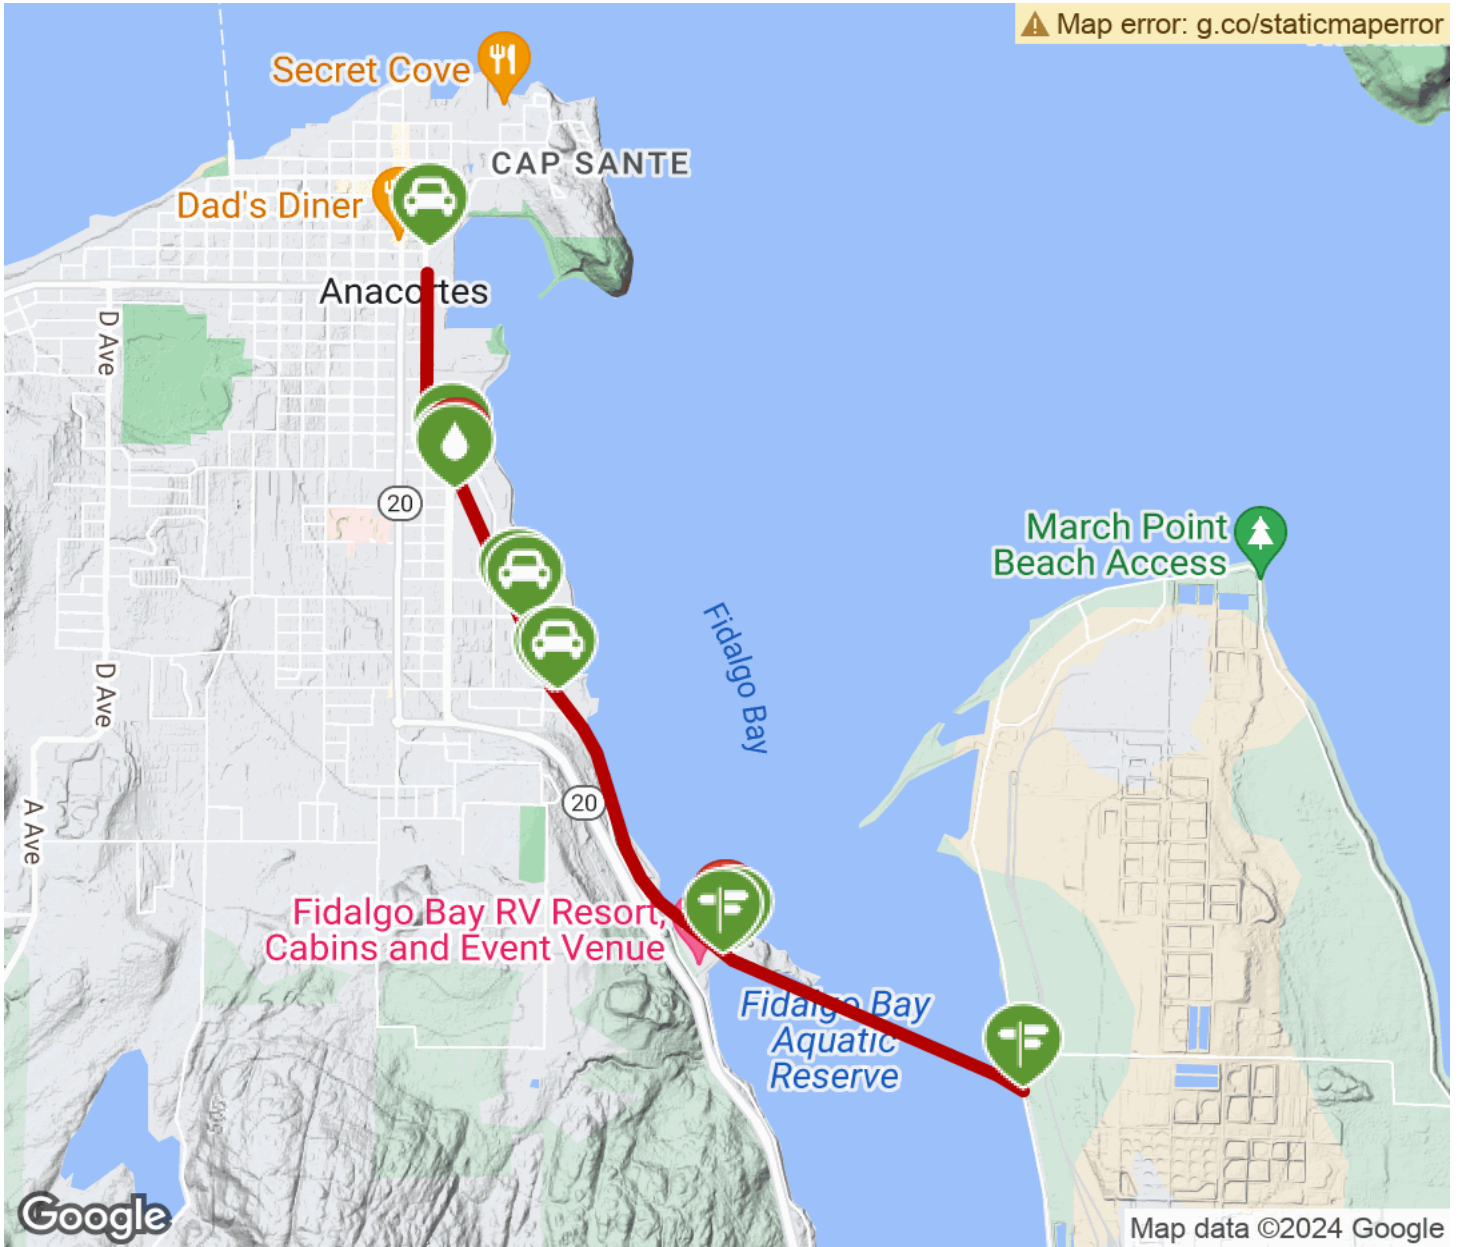 Map error: g.co/staticmaperror
Secret Cove
CAP SANTE
Dad's Diner
Anacortes
D Ave
20
March Point
Beach Access
Fidalgo Bay
D Ave
20
A Ave
Fidalgo Bay RV Resort,
Cabins and Event Venue
Fidalgo Bay
Aquatic
Reserve
Google
Map data ©2024 Google